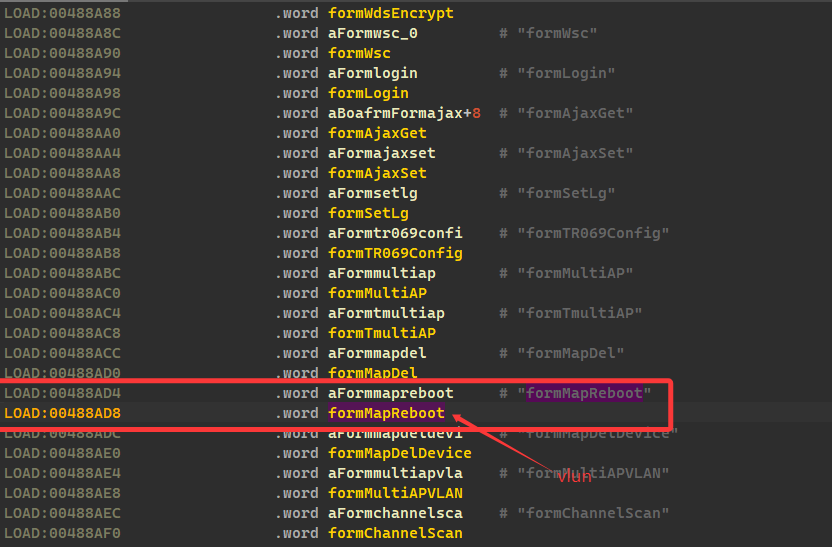 LOAD:00488A88 .word formWdsEncrypt
LOAD:00488A8C .word aFormwsc_0 # "formWsc"
LOAD:00488A90 .word formWsc
LOAD:00488A94 .word aFormlogin # "formLogin"
LOAD:00488A98 .word formLogin
LOAD:00488A9C .word aBoafrmFormajax+8 # "formAjaxGet"
LOAD:00488AA0 .word formAjaxGet
LOAD:00488AA4 .word aFormajaxset # "formAjaxSet"
LOAD:00488AA8 .word formAjaxSet
LOAD:00488AAC .word aFormsetlg # "formSetLg"
LOAD:00488AB0 .word formSetLg
LOAD:00488AB4 .word aFormtr069confi # "formTR069Config"
LOAD:00488AB8 .word formTR069Config
LOAD:00488ABC .word aFormmultiap # "formMultiAP"
LOAD:00488AC0 .word formMultiAP
LOAD:00488AC4 .word aFormtmultiap # "formTmultiAP"
LOAD:00488AC8 .word formTmultiAP
LOAD:00488ACC .word aFormmapdel # "formMapDel"
LOAD:00488AD0 .word formMapDel
LOAD:00488AD4 .word aFormmapreboot # "formMapReboot"
LOAD:00488AD8 .word formMapReboot
LOAD:00488ADC .word aFormmapdeldevi # "formMapDelDevice"
LOAD:00488AE0 .word formMapDelDevice
LOAD:00488AE4 .word aFormmultiapvla # "formMultiAPVLAN"
vlun
LOAD:00488AE8 .word formMultiAPVLAN
LOAD:00488AEC .word aFormchannelsca # "formChannelScan"
LOAD:00488AF0 .word formChannelScan